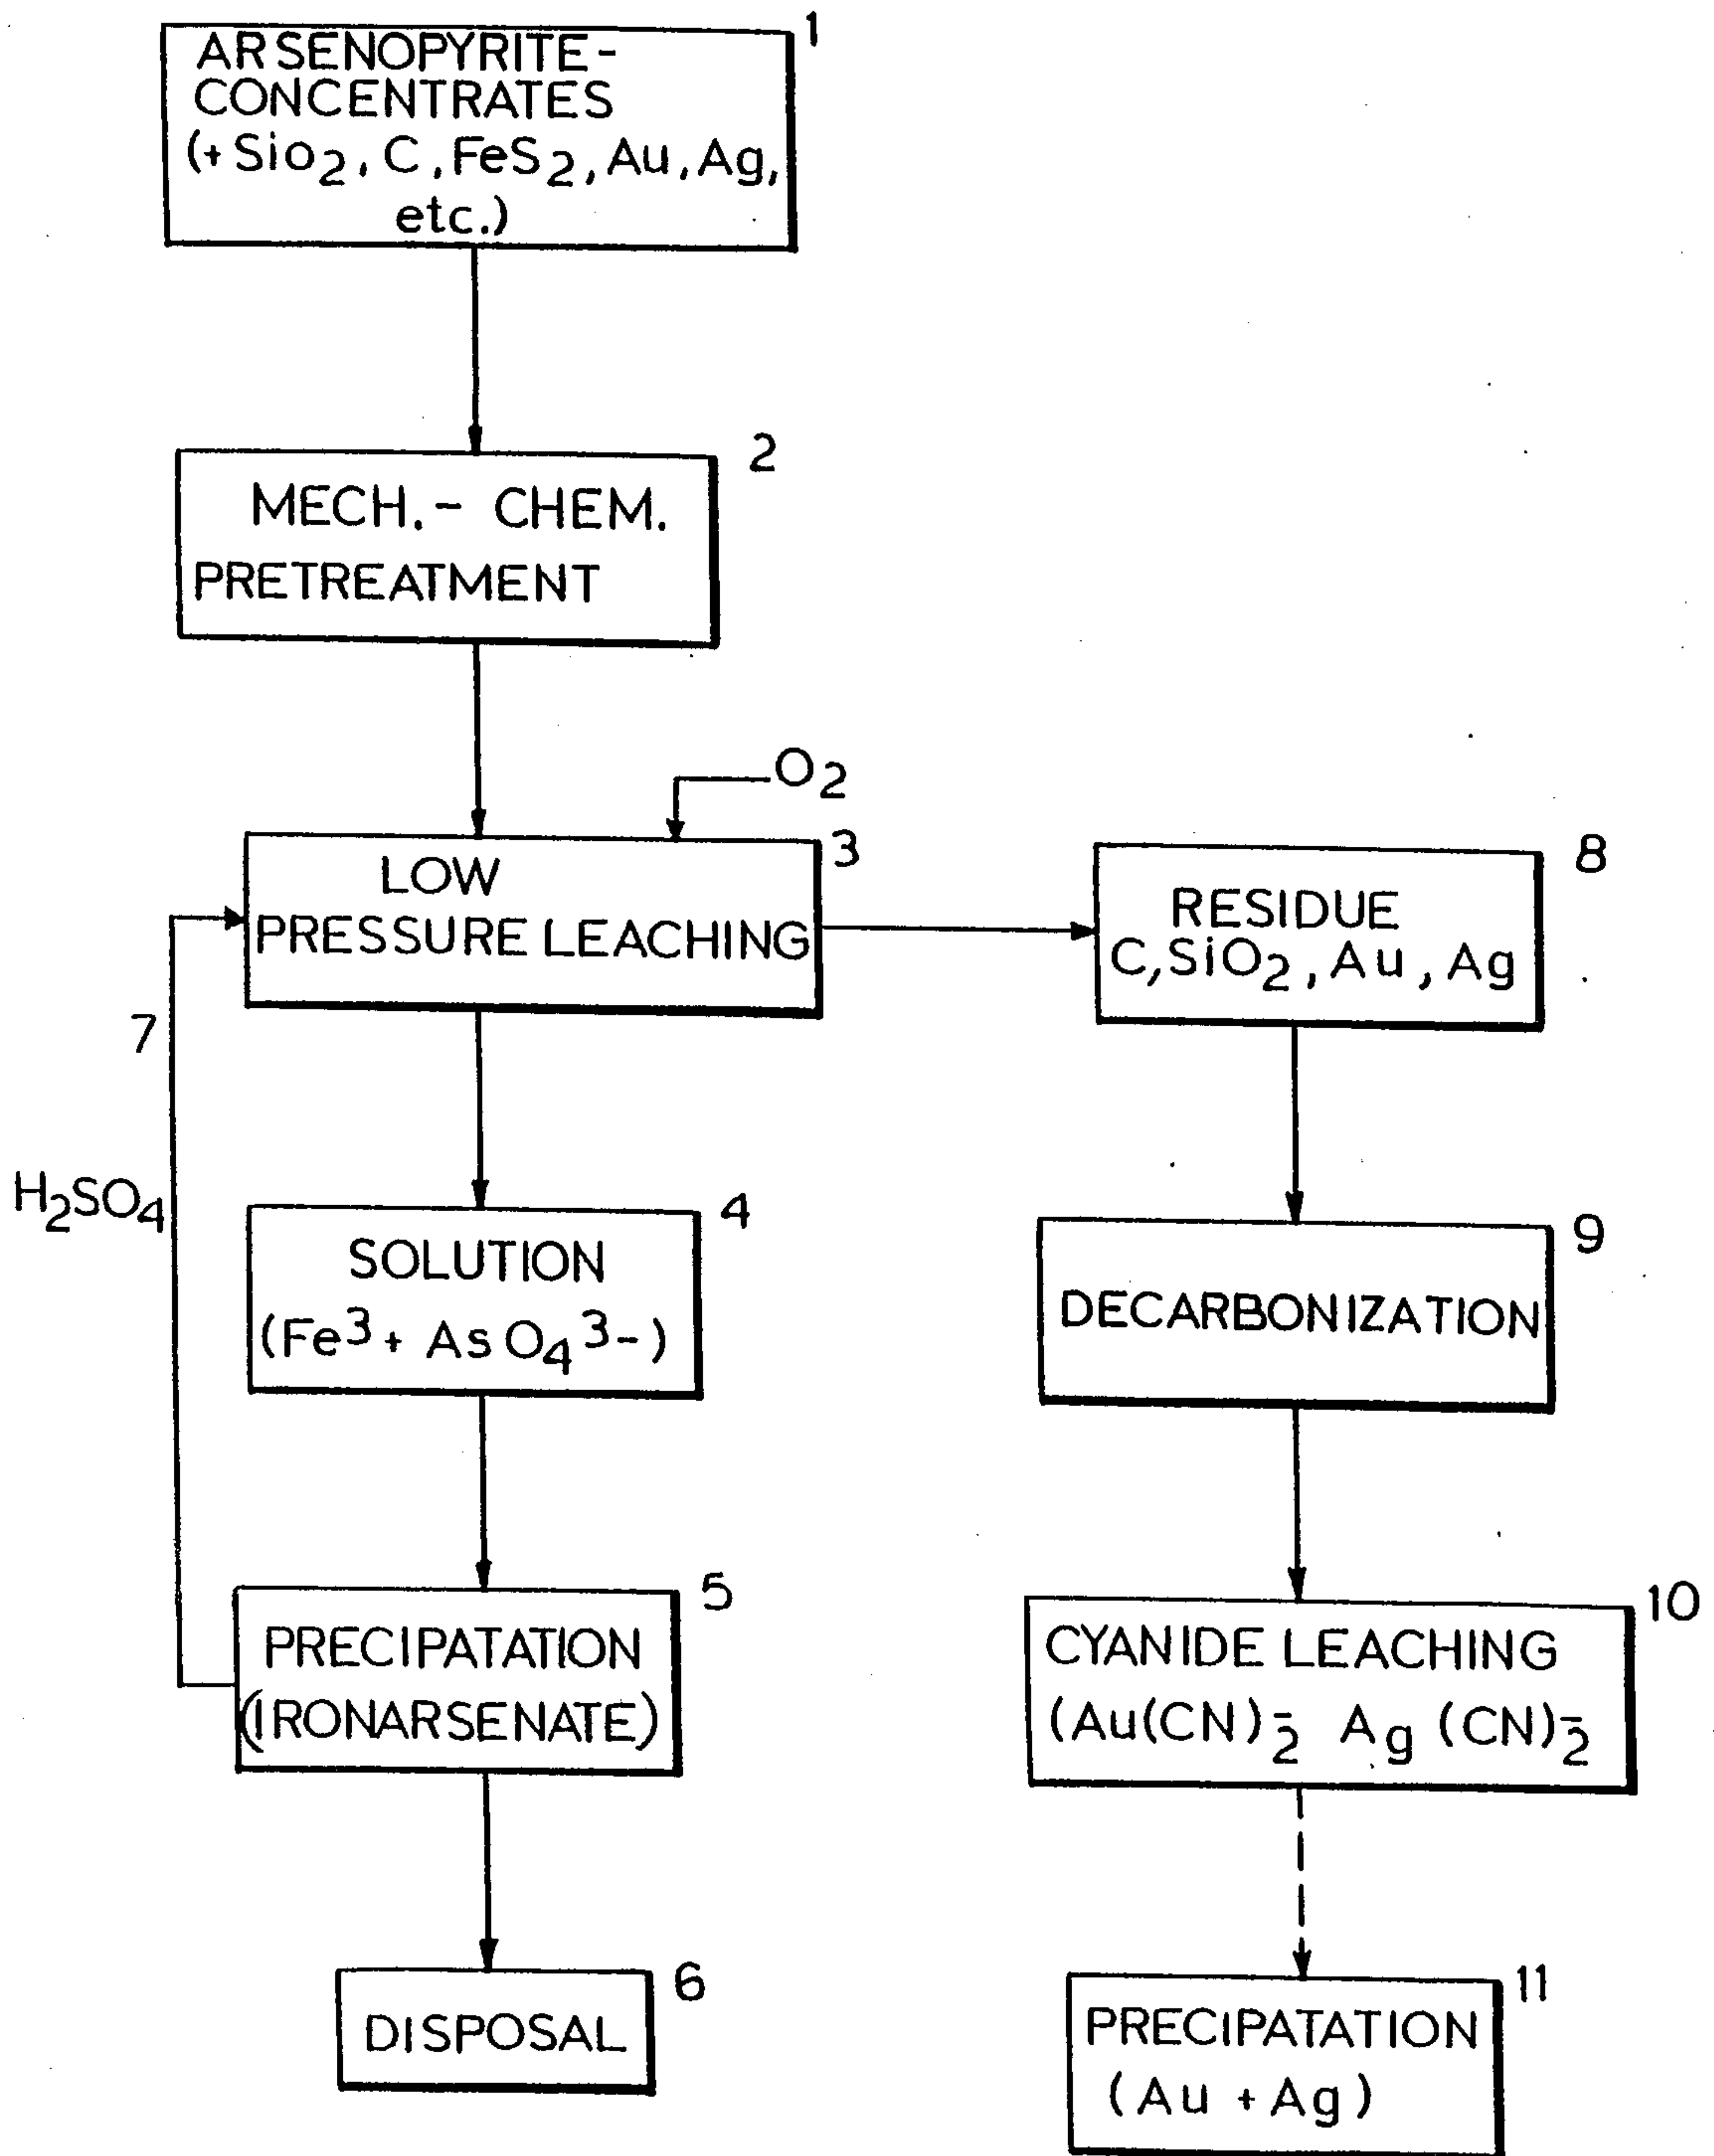 1
ARSENOPYRITE-
CONCENTRATES
(+ Sio₂, C, FeS₂, Au, Ag,
etc.)
2
MECH.- CHEM.
PRETREATMENT
O₂
3
LOW
PRESSURE LEACHING
8
RESIDUE
C, SiO₂, Au, Ag
7
H₂SO₄
4
SOLUTION
(Fe³+ AsO₄³-)
9
DECARBONIZATION
5
PRECIPATATION
(IRONARSENATE)
10
CYANIDE LEACHING
(Au(CN)₂⁻ Ag (CN)₂⁻
6
DISPOSAL
11
PRECIPATATION
(Au + Ag)